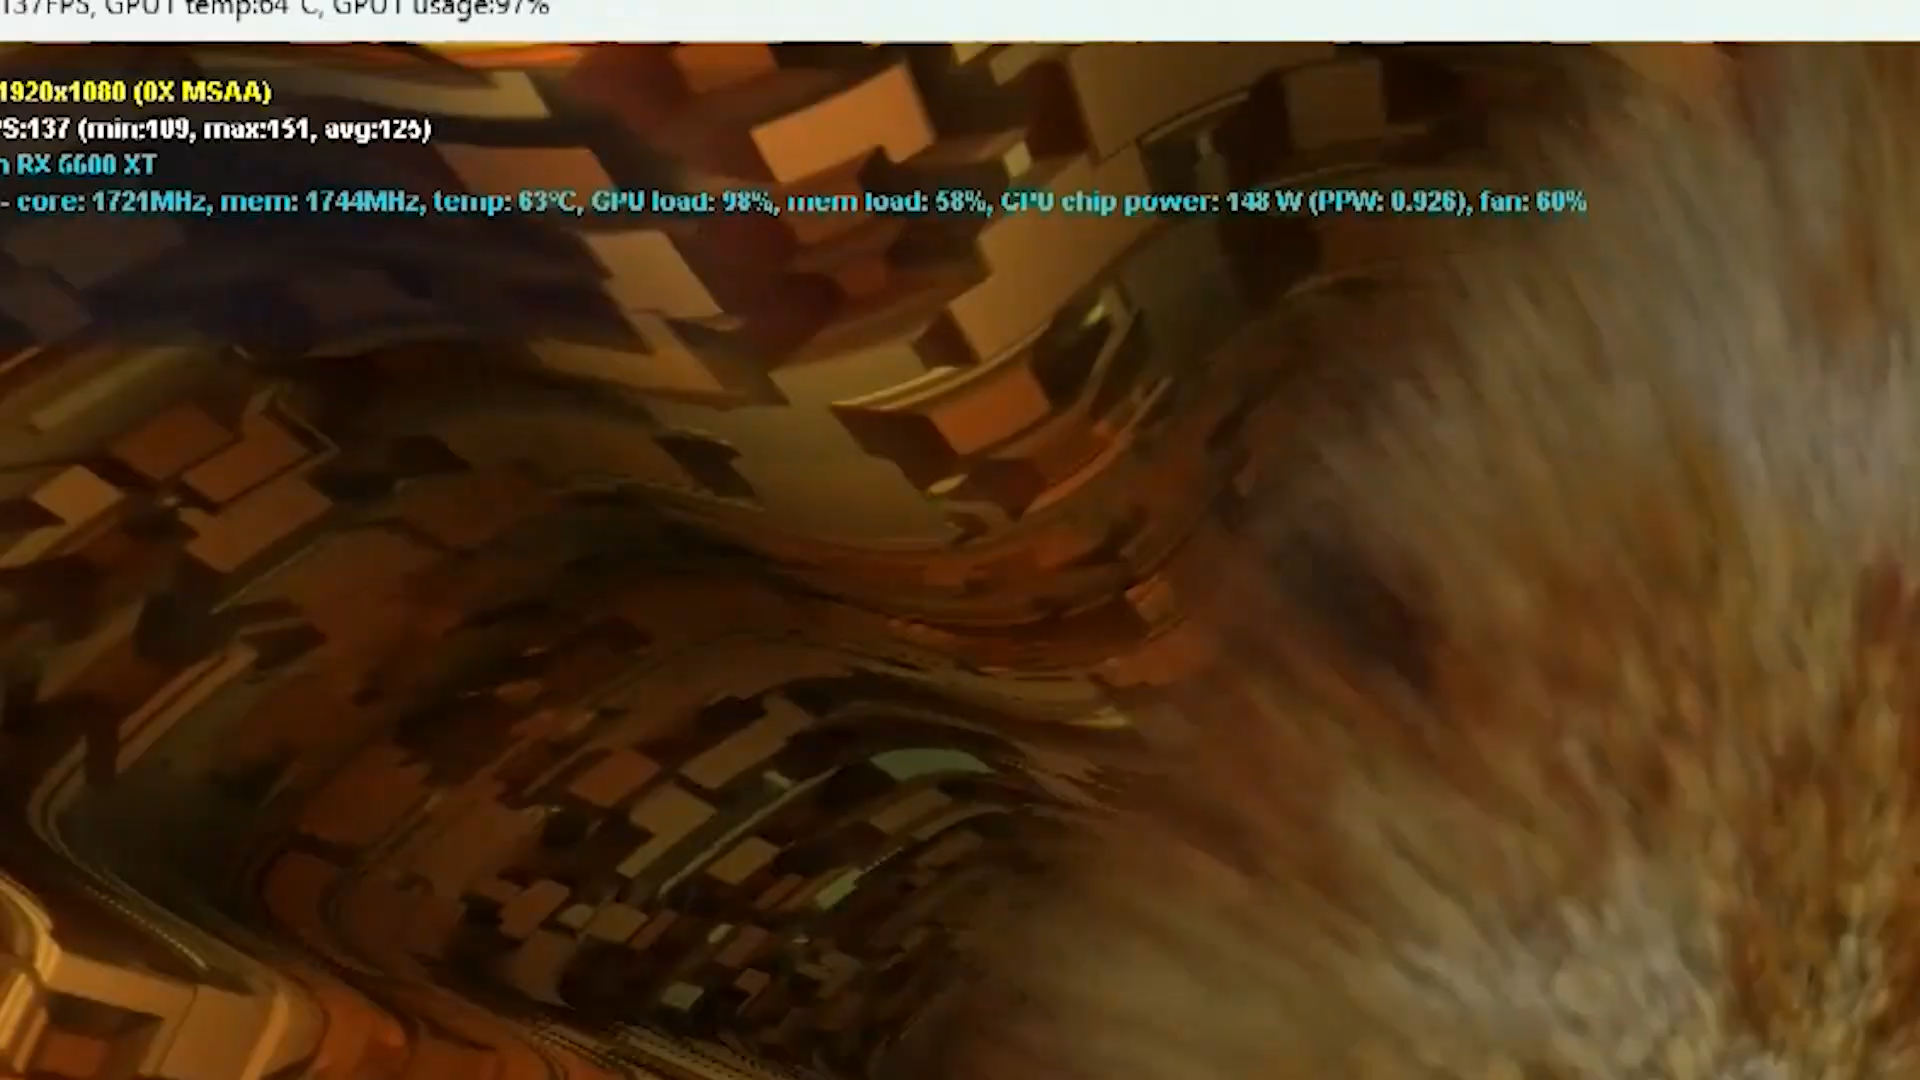 137FPS, GPU1 temp:64°C, GPU1 usage:97%
1920x1080 (0X MSAA)
PS:137 (min:109, max:151, avg:126)
n RX 6600 XT
- core: 1721MHz, mem: 1744MHz, temp: 63°C, GPU load: 98%, mem load: 58%, GPU chip power: 148 W (PPW: 0.926), fan: 60%